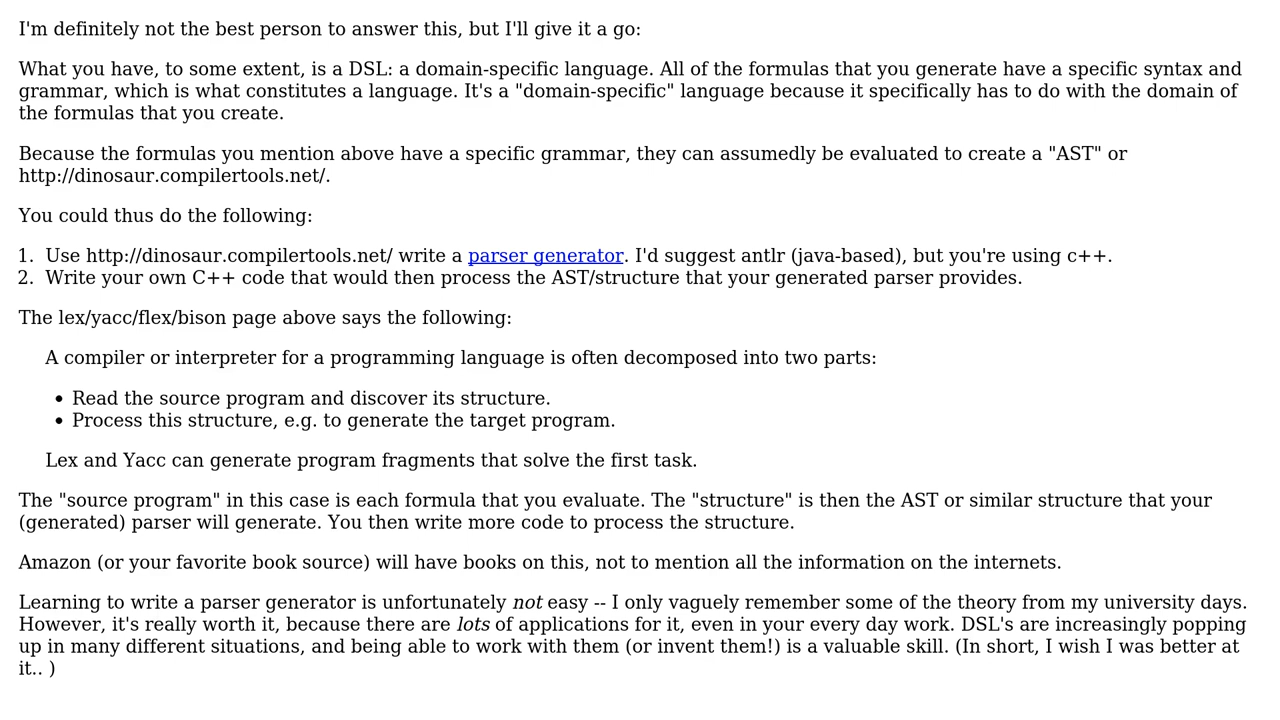 I'm definitely not the best person to answer this, but I'll give it a go:
What you have, to some extent, is a DSL: a domain-specific language. All of the formulas that you generate have a specific syntax and
grammar, which is what constitutes a language. It's a "domain-specific" language because it specifically has to do with the domain of
the formulas that you create.
Because the formulas you mention above have a specific grammar, they can assumedly be evaluated to create a "AST" or
http://dinosaur.compilertools.net/.
You could thus do the following:
1. Use http://dinosaur.compilertools.net/ write a parser generator. I'd suggest antlr (java-based), but you're using c++.
2. Write your own C++ code that would then process the AST/structure that your generated parser provides.
The lex/yacc/flex/bison page above says the following:
A compiler or interpreter for a programming language is often decomposed into two parts:
• Read the source program and discover its structure.
• Process this structure, e.g. to generate the target program.
Lex and Yacc can generate program fragments that solve the first task.
The "source program" in this case is each formula that you evaluate. The "structure" is then the AST or similar structure that your
(generated) parser will generate. You then write more code to process the structure.
Amazon (or your favorite book source) will have books on this, not to mention all the information on the internets.
Learning to write a parser generator is unfortunately not easy -- I only vaguely remember some of the theory from my university days.
However, it's really worth it, because there are lots of applications for it, even in your every day work. DSL's are increasingly popping
up in many different situations, and being able to work with them (or invent them!) is a valuable skill. (In short, I wish I was better at
it.. )